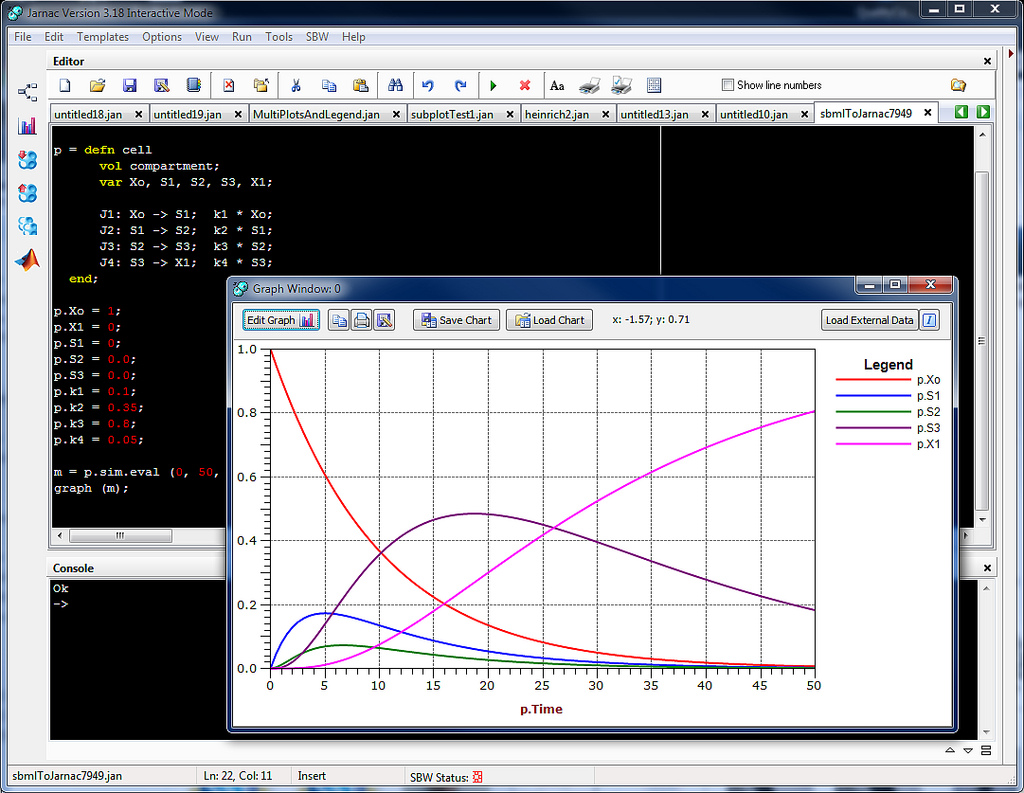 Jarnac Version 3.18 Interactive Mode
File Edit Templates Options View Run Tools SBW Help
Editor
Aa Show line numbers
untitled18.jan untitled19.jan MultiPlotsAndLegend.jan subplotTest1.jan heinrich2.jan untitled13.jan untitled10.jan sbmlToJarnac7949
p = defn cell
vol compartment;
var Xo, S1, S2, S3, X1;
J1: Xo -> S1; k1 * Xo;
J2: S1 -> S2; k2 * S1;
J3: S2 -> S3; k3 * S2;
J4: S3 -> X1; k4 * S3;
end;
p.Xo = 1;
p.X1 = 0;
p.S1 = 0;
p.S2 = 0.0;
p.S3 = 0.0;
p.k1 = 0.1;
p.k2 = 0.35;
p.k3 = 0.8;
p.k4 = 0.05;
m = p.sim.eval (0, 50,
graph (m);
Graph Window: 0
Edit Graph Save Chart Load Chart x: -1.57; y: 0.71 Load External Data
1.0
0.8
0.6
0.4
0.2
0.0
0 5 10 15 20 25 30 35 40 45 50
p.Time
Legend
p.Xo
p.S1
p.S2
p.S3
p.X1
Console
Ok
->
sbmlToJarnac7949.jan Ln: 22, Col: 11 Insert SBW Status: